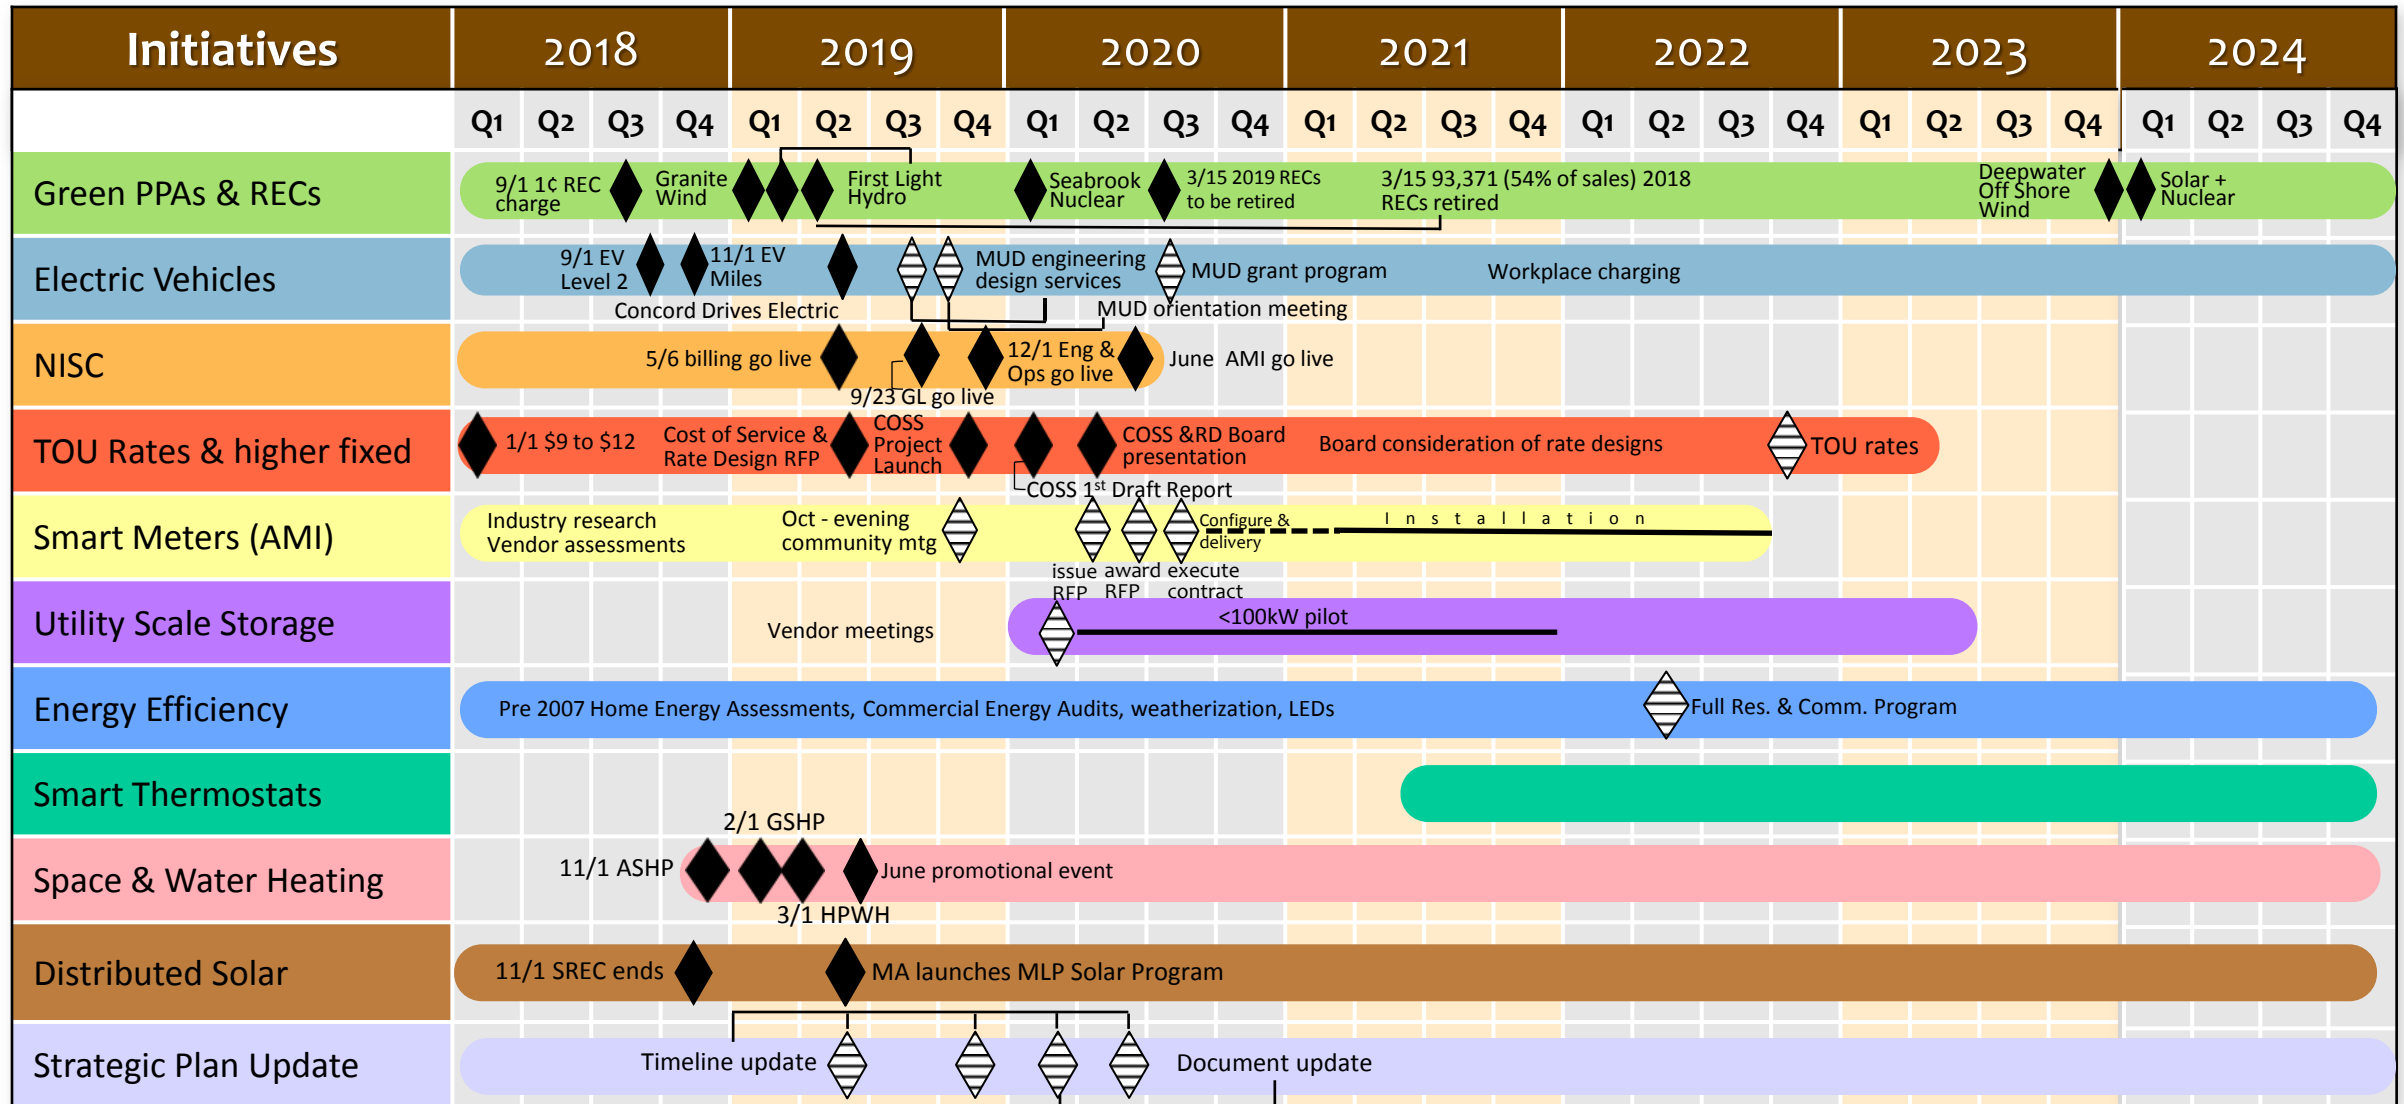 Initiatives 2018 2019 2020 2021 2022 2023 2024
Q1 Q2 Q3 Q4 Q1 Q2 Q3 Q4 Q1 Q2 Q3 Q4 Q1 Q2 Q3 Q4 Q1 Q2 Q3 Q4 Q1 Q2 Q3 Q4 Q1 Q2 Q3 Q4
Green PPAs & RECs
9/1 1¢ REC
charge
Granite
Wind
First Light
Hydro
Seabrook
Nuclear
3/15 2019 RECs
to be retired
3/15 93,371 (54% of sales) 2018
RECs retired
Deepwater
Off Shore
Wind
Solar +
Nuclear
Electric Vehicles
9/1 EV
Level 2
11/1 EV
Miles
Concord Drives Electric
MUD engineering
design services
MUD orientation meeting
MUD grant program
Workplace charging
NISC
5/6 billing go live
9/23 GL go live
12/1 Eng &
Ops go live
June AMI go live
TOU Rates & higher fixed
1/1 $9 to $12
Cost of Service &
Rate Design RFP
COSS
Project
Launch
COSS 1st Draft Report
COSS &RD Board
presentation
Board consideration of rate designs
TOU rates
Smart Meters (AMI)
Industry research
Vendor assessments
Oct - evening
community mtg
issue
RFP
award
RFP
execute
contract
Configure &
delivery
Installation
Utility Scale Storage
Vendor meetings
<100kW pilot
Energy Efficiency
Pre 2007 Home Energy Assessments, Commercial Energy Audits, weatherization, LEDs
Full Res. & Comm. Program
Smart Thermostats
Space & Water Heating
11/1 ASHP
2/1 GSHP
3/1 HPWH
June promotional event
Distributed Solar
11/1 SREC ends
MA launches MLP Solar Program
Strategic Plan Update
Timeline update
Document update